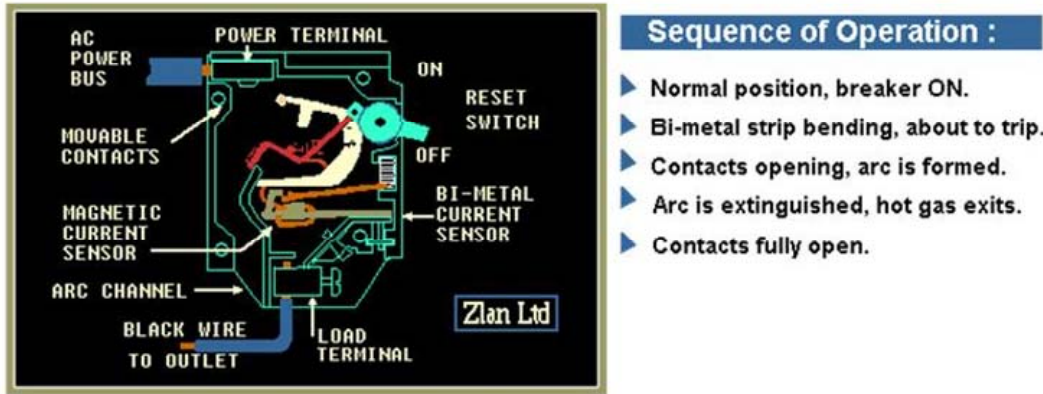 AC
POWER
BUS
POWER TERMINAL
ON
RESET
SWITCH
OFF
MOVABLE
CONTACTS
MAGNETIC
CURRENT
SENSOR
BI-METAL
CURRENT
SENSOR
ARC CHANNEL
BLACK WIRE
TO OUTLET
LOAD
TERMINAL
Zlan Ltd
Sequence of Operation :
Normal position, breaker ON.
Bi-metal strip bending, about to trip.
Contacts opening, arc is formed.
Arc is extinguished, hot gas exits.
Contacts fully open.